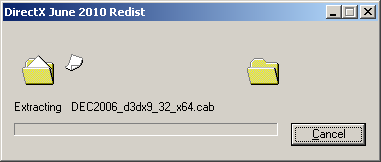 DirectX June 2010 Redist
Extracting DEC2006_d3dx9_32_x64.cab
Cancel